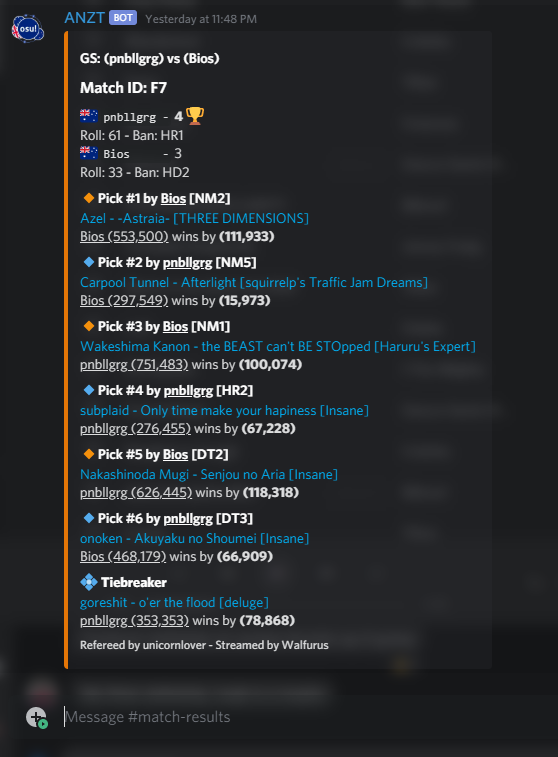 osu!
ANZT BOT Yesterday at 11:48 PM
GS: (pnbllgrg) vs (Bios)
Match ID: F7
pnbllgrg - 4
Roll: 61 - Ban: HR1
Bios - 3
Roll: 33 - Ban: HD2
Pick #1 by Bios [NM2]
Azel - -Astraia- [THREE DIMENSIONS]
Bios (553,500) wins by (111,933)
Pick #2 by pnbllgrg [NM5]
Carpool Tunnel - Afterlight [squirrelp's Traffic Jam Dreams]
Bios (297,549) wins by (15,973)
Pick #3 by Bios [NM1]
Wakeshima Kanon - the BEAST can't BE STOpped [Haruru's Expert]
pnbllgrg (751,483) wins by (100,074)
Pick #4 by pnbllgrg [HR2]
subplaid - Only time make your hapiness [Insane]
pnbllgrg (276,455) wins by (67,228)
Pick #5 by Bios [DT2]
Nakashinoda Mugi - Senjou no Aria [Insane]
pnbllgrg (626,445) wins by (118,318)
Pick #6 by pnbllgrg [DT3]
onoken - Akuyaku no Shoumei [Insane]
Bios (468,179) wins by (66,909)
Tiebreaker
goreshit - o'er the flood [deluge]
pnbllgrg (353,353) wins by (78,868)
Refereed by unicornlover - Streamed by Walfurus
Message #match-results